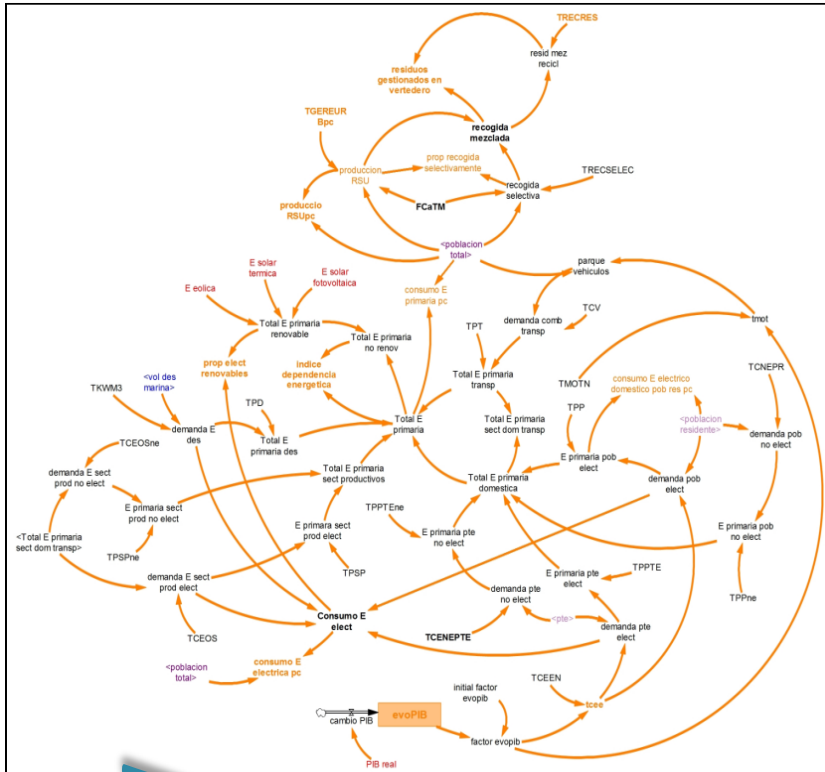 TRECRES
resid mez
recicl
residuos
gestionados en
vertedero
TGEREUR
Bpc
recogida
mezclada
prop recogida
selectivamente
produccion
RSU
TRECSELEC
recogida
selectiva
produccio
RSUpc
FCaTM
<poblacion
total>
parque
vehiculos
E solar
termica
E solar
fotovoltaica
E eolica
consumo E
primaria pc
demanda comb
transp
TCV
tmot
Total E primaria
renovable
Total E primaria
no renov
TPT
prop elect
renovables
indice
dependencia
energetica
Total E primaria
transp
TMOTN
consumo E electrico
domestico pob res pc
TCNEPR
<vol des
marina>
TKWM3
TPD
Total E
primaria
Total E primaria
sect dom transp
TPP
<poblacion
residente>
demanda E
des
Total E
primaria des
demanda pob
no elect
TCEOSne
E primaria pob
elect
demanda E sect
prod no elect
Total E primaria
sect productivos
Total E primaria
domestica
demanda pob
elect
E primaria sect
prod no elect
TPPTEne
E primara sect
prod elect
E primaria pte
no elect
E primaria pob
no elect
<Total E primaria
sect dom transp>
TPSPne
TPSP
TPPTE
E primaria pte
elect
demanda E sect
prod elect
demanda pte
no elect
TPPne
Consumo E
elect
<pte>
demanda pte
elect
TCEOS
TCENEPTE
<poblacion
total>
consumo E
electrica pc
TCEEN
initial factor
evopib
tcee
evoPIB
cambio PIB
factor evopib
PIB real